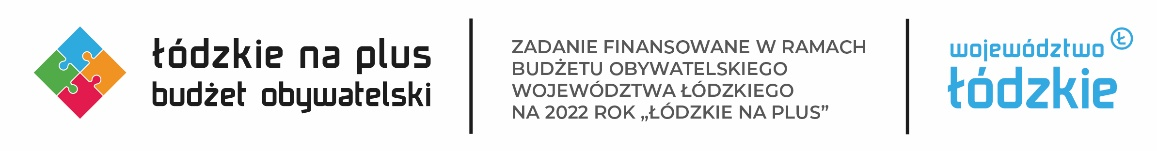 łódzkie na plus
budżet obywatelski
ZADANIE FINANSOWANE W RAMACH
BUDŻETU OBYWATELSKIEGO
WOJEWÓDZTWA ŁÓDZKIEGO
NA 2022 ROK „ŁÓDZKIE NA PLUS”
województwo
Ł
łódzkie